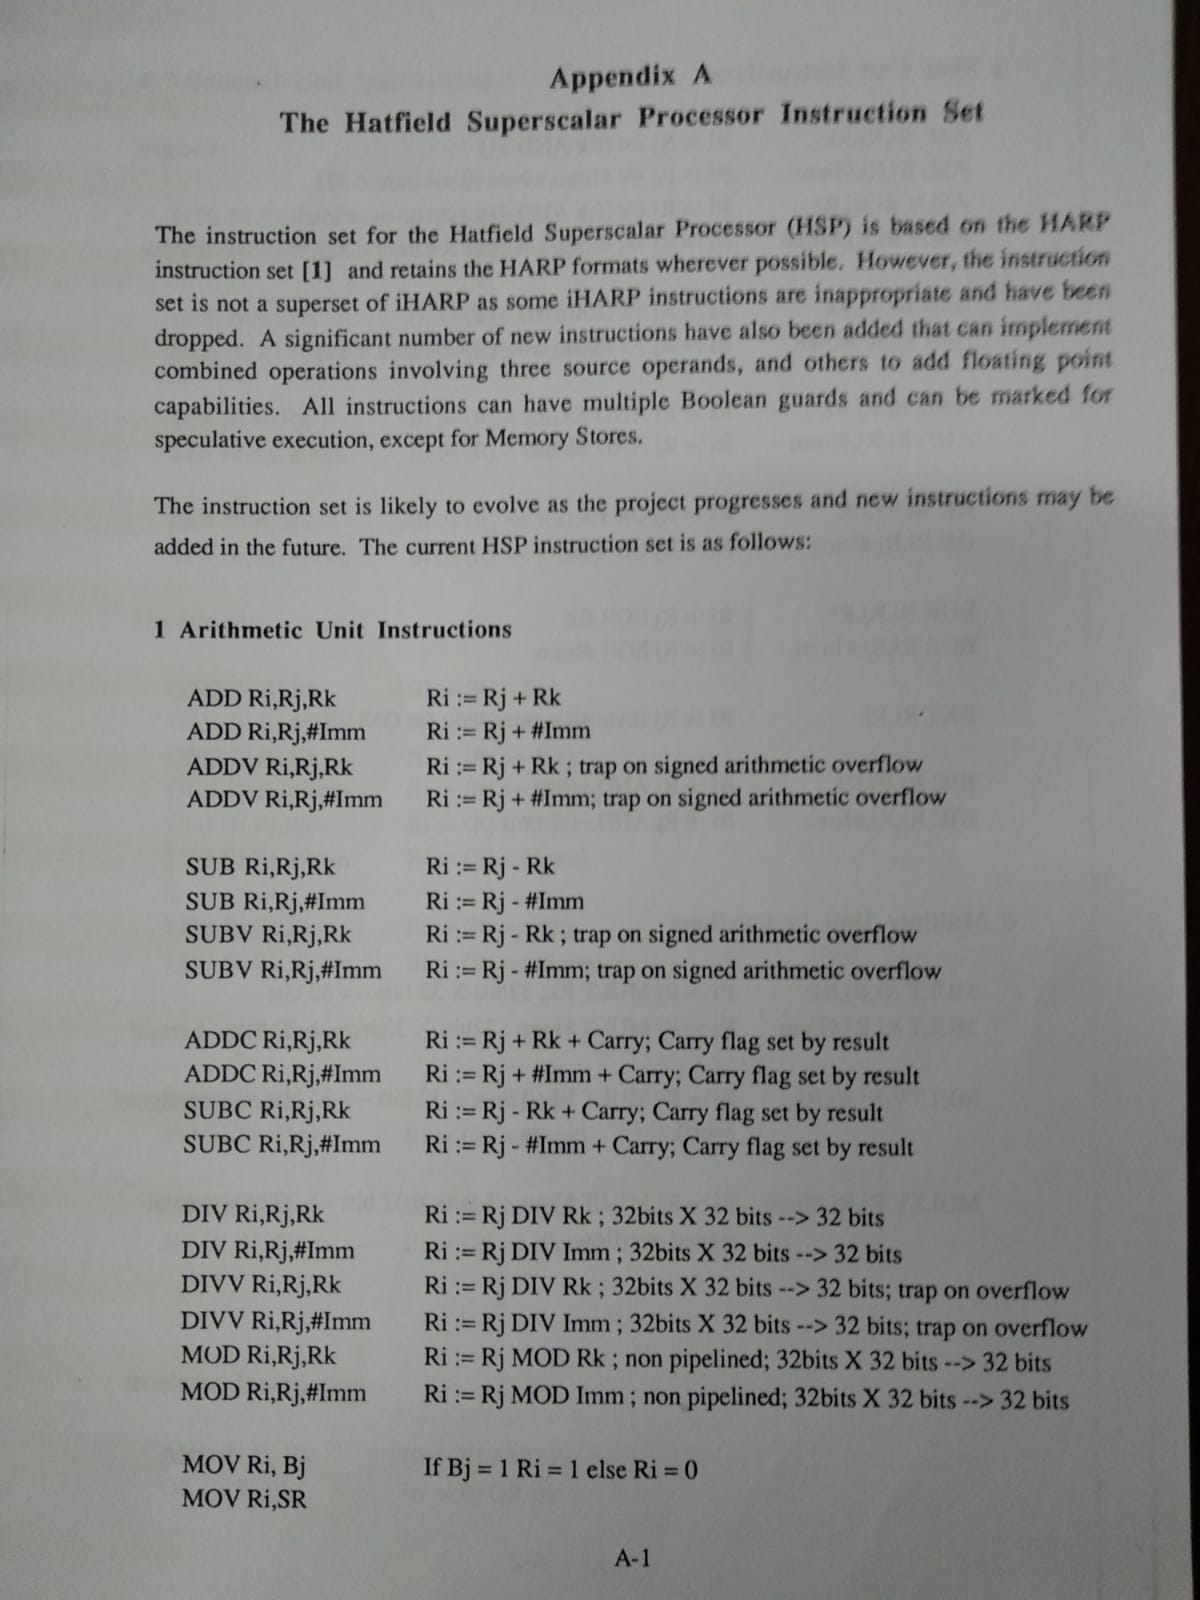 Appendix A
The Hatfield Superscalar Processor Instruction Set
The instruction set for the Hatfield Superscalar Processor (HSP) is based on the HARP
instruction set [1] and retains the HARP formats wherever possible. However, the instruction
set is not a superset of iHARP as some iHARP instructions are inappropriate and have been
dropped. A significant number of new instructions have also been added that can implement
combined operations involving three source operands, and others to add floating point
capabilities. All instructions can have multiple Boolean guards and can be marked for
speculative execution, except for Memory Stores.
The instruction set is likely to evolve as the project progresses and new instructions may be
added in the future. The current HSP instruction set is as follows:
1 Arithmetic Unit Instructions
ADD Ri,Rj,Rk Ri := Rj + Rk
ADD Ri,Rj,#Imm Ri := Rj + #Imm
ADDV Ri,Rj,Rk Ri := Rj + Rk ; trap on signed arithmetic overflow
ADDV Ri,Rj,#Imm Ri := Rj + #Imm; trap on signed arithmetic overflow
SUB Ri,Rj,Rk Ri := Rj - Rk
SUB Ri,Rj,#Imm Ri := Rj - #Imm
SUBV Ri,Rj,Rk Ri := Rj - Rk ; trap on signed arithmetic overflow
SUBV Ri,Rj,#Imm Ri := Rj - #Imm; trap on signed arithmetic overflow
ADDC Ri,Rj,Rk Ri := Rj + Rk + Carry; Carry flag set by result
ADDC Ri,Rj,#Imm Ri := Rj + #Imm + Carry; Carry flag set by result
SUBC Ri,Rj,Rk Ri := Rj - Rk + Carry; Carry flag set by result
SUBC Ri,Rj,#Imm Ri := Rj - #Imm + Carry; Carry flag set by result
DIV Ri,Rj,Rk Ri := Rj DIV Rk ; 32bits X 32 bits --> 32 bits
DIV Ri,Rj,#Imm Ri := Rj DIV Imm ; 32bits X 32 bits --> 32 bits
DIVV Ri,Rj,Rk Ri := Rj DIV Rk ; 32bits X 32 bits --> 32 bits; trap on overflow
DIVV Ri,Rj,#Imm Ri := Rj DIV Imm ; 32bits X 32 bits --> 32 bits; trap on overflow
MOD Ri,Rj,Rk Ri := Rj MOD Rk ; non pipelined; 32bits X 32 bits --> 32 bits
MOD Ri,Rj,#Imm Ri := Rj MOD Imm ; non pipelined; 32bits X 32 bits --> 32 bits
MOV Ri, Bj If Bj = 1 Ri = 1 else Ri = 0
MOV Ri,SR
A-1